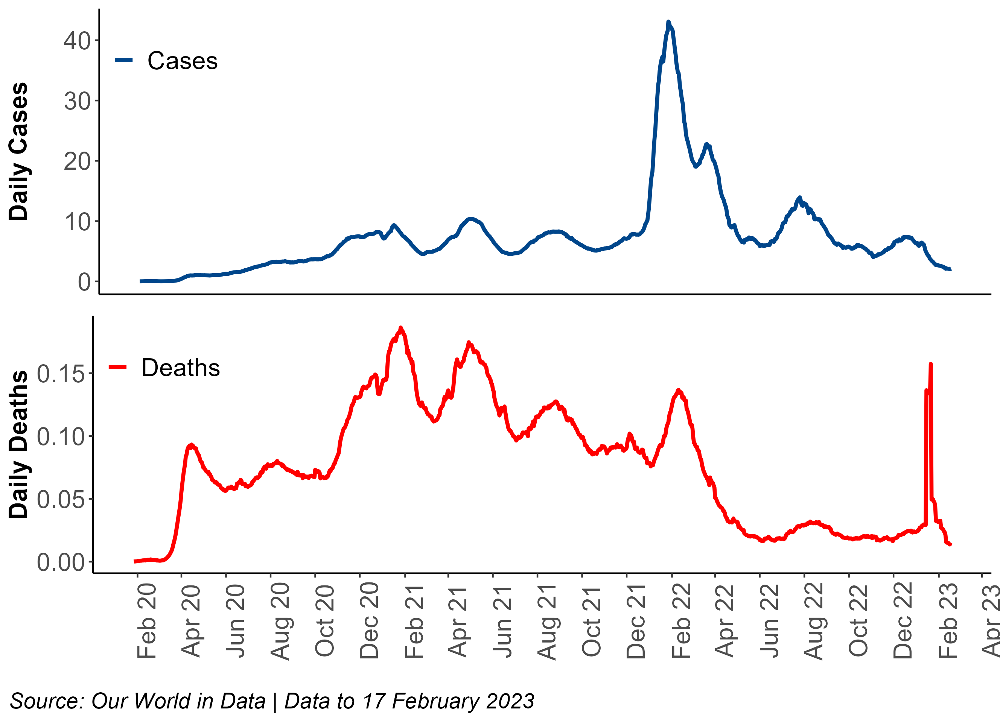 Daily Cases
40
30
20
10
0
Cases
Daily Deaths
0.15
0.10
0.05
0.00
Deaths
Feb 20
Apr 20
Jun 20
Aug 20
Oct 20
Dec 20
Feb 21
Apr 21
Jun 21
Aug 21
Oct 21
Dec 21
Feb 22
Apr 22
Jun 22
Aug 22
Oct 22
Dec 22
Feb 23
Apr 23
Source: Our World in Data | Data to 17 February 2023